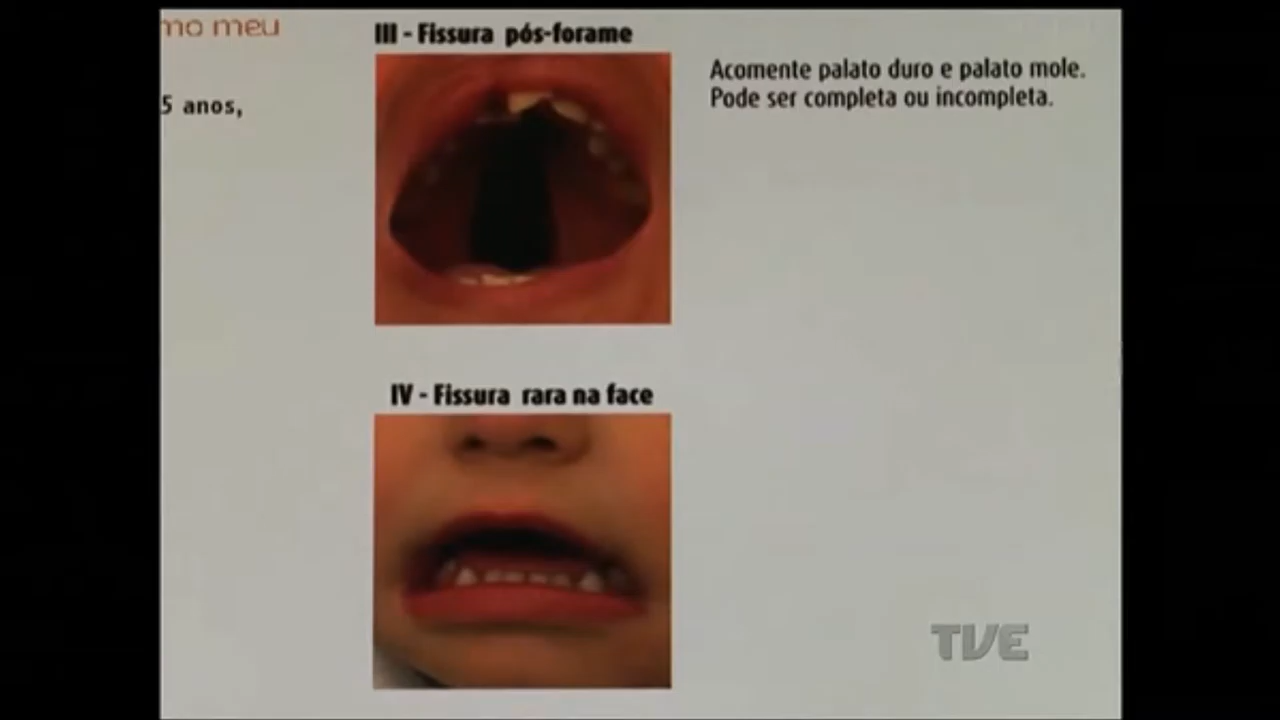 mo meu
5 anos,
III - Fissura pós-forame
Acomente palato duro e palato mole.
Pode ser completa ou incompleta.
IV - Fissura rara na face
TVE